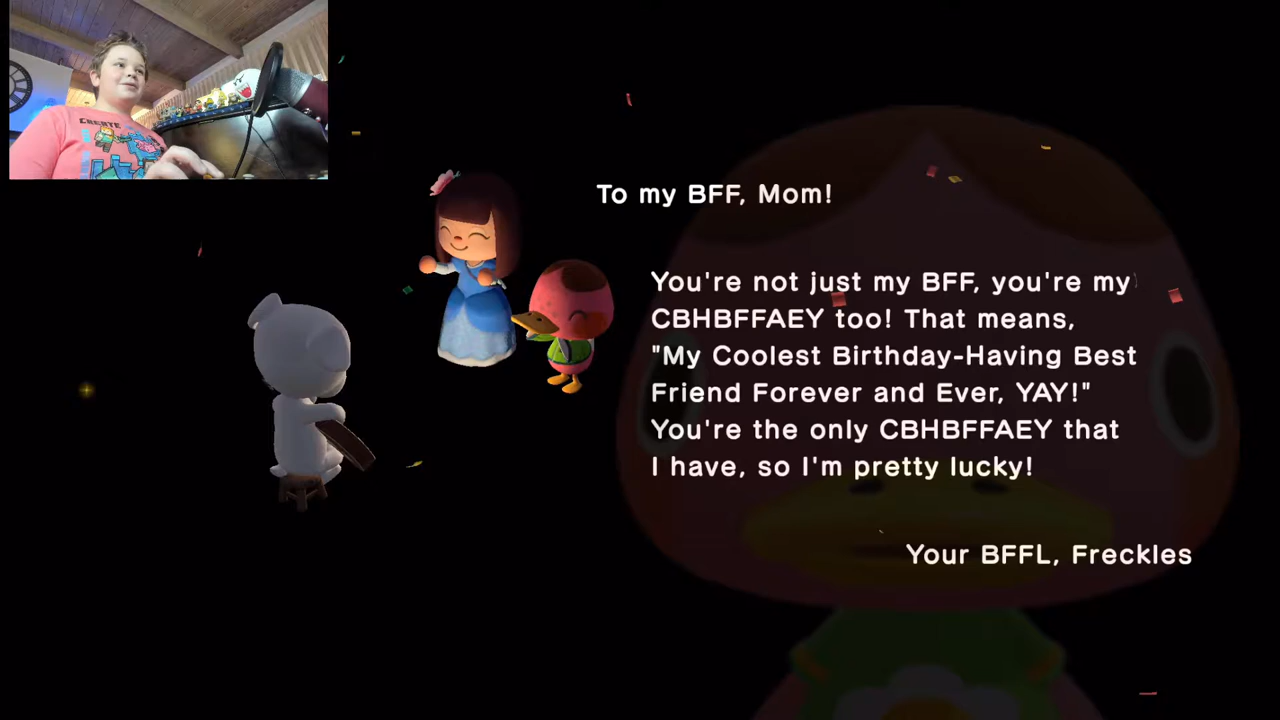 CREATE
To my BFF, Mom!
You're not just my BFF, you're my
CBHBFFAEY too! That means,
"My Coolest Birthday-Having Best
Friend Forever and Ever, YAY!"
You're the only CBHBFFAEY that
I have, so I'm pretty lucky!
Your BFFL, Freckles